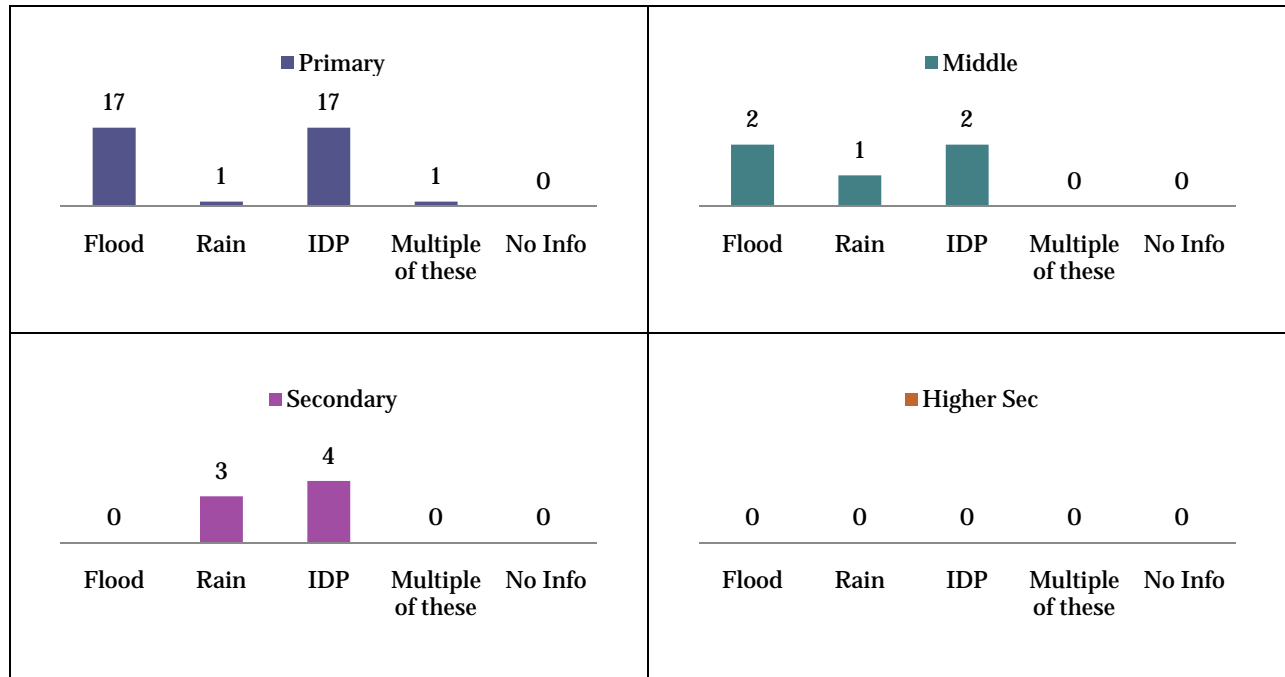 Primary
17 17
1 1 0
Flood Rain IDP Multiple of these No Info
Middle
2 1 2 0 0
Flood Rain IDP Multiple of these No Info
Secondary
0 3 4 0 0
Flood Rain IDP Multiple of these No Info
Higher Sec
0 0 0 0 0
Flood Rain IDP Multiple of these No Info